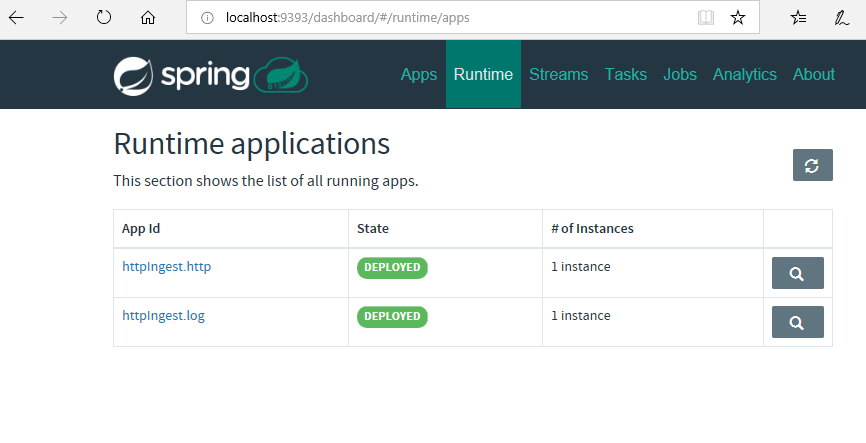 localhost:9393/dashboard/#/runtime/apps
spring
Apps Runtime Streams Tasks Jobs Analytics About
Runtime applications
This section shows the list of all running apps.
App Id State # of Instances
httpIngest.http DEPLOYED 1 instance
httpIngest.log DEPLOYED 1 instance